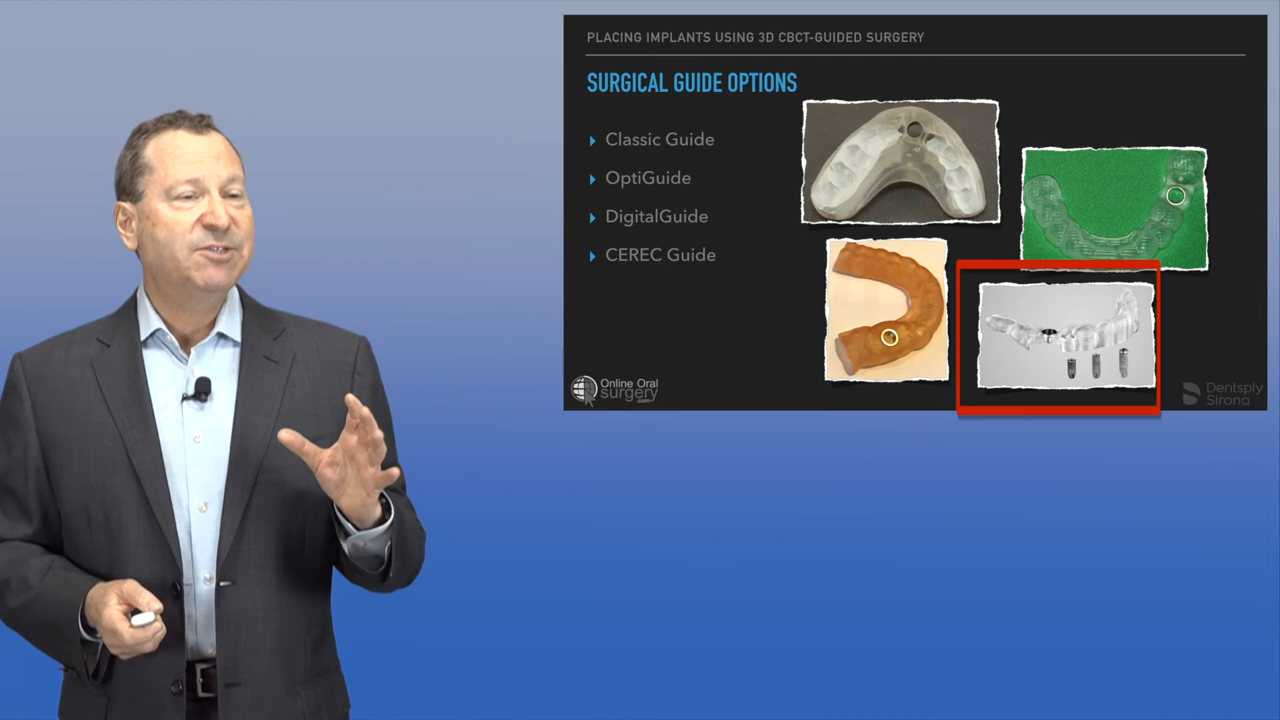 PLACING IMPLANTS USING 3D CBCT-GUIDED SURGERY
SURGICAL GUIDE OPTIONS
Classic Guide
OptiGuide
DigitalGuide
CEREC Guide
Online Oral
surgery
.com
Dentsply
Sirona